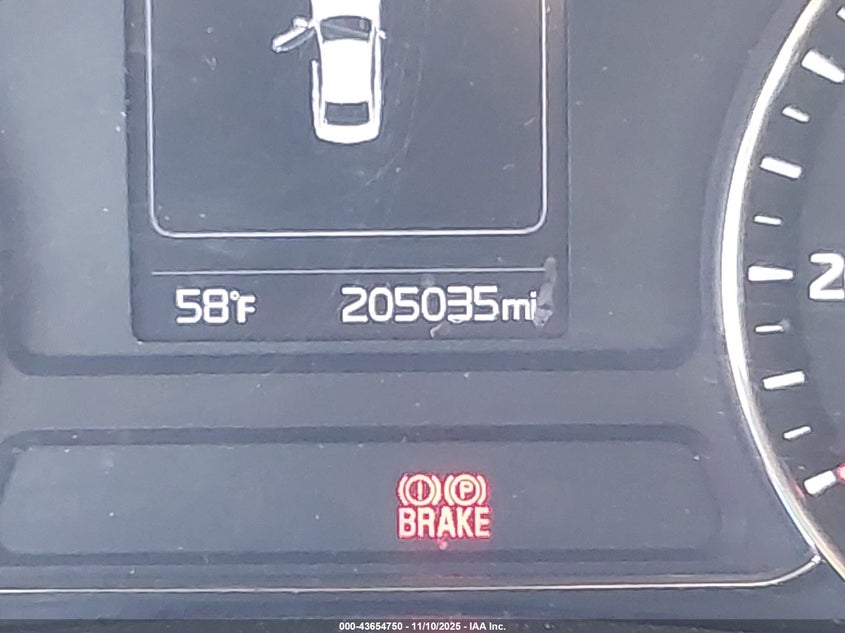 58°F 205035mi
2
(!) (P)
BRAKE
000-43654750 - 11/10/2025 - IAA Inc.